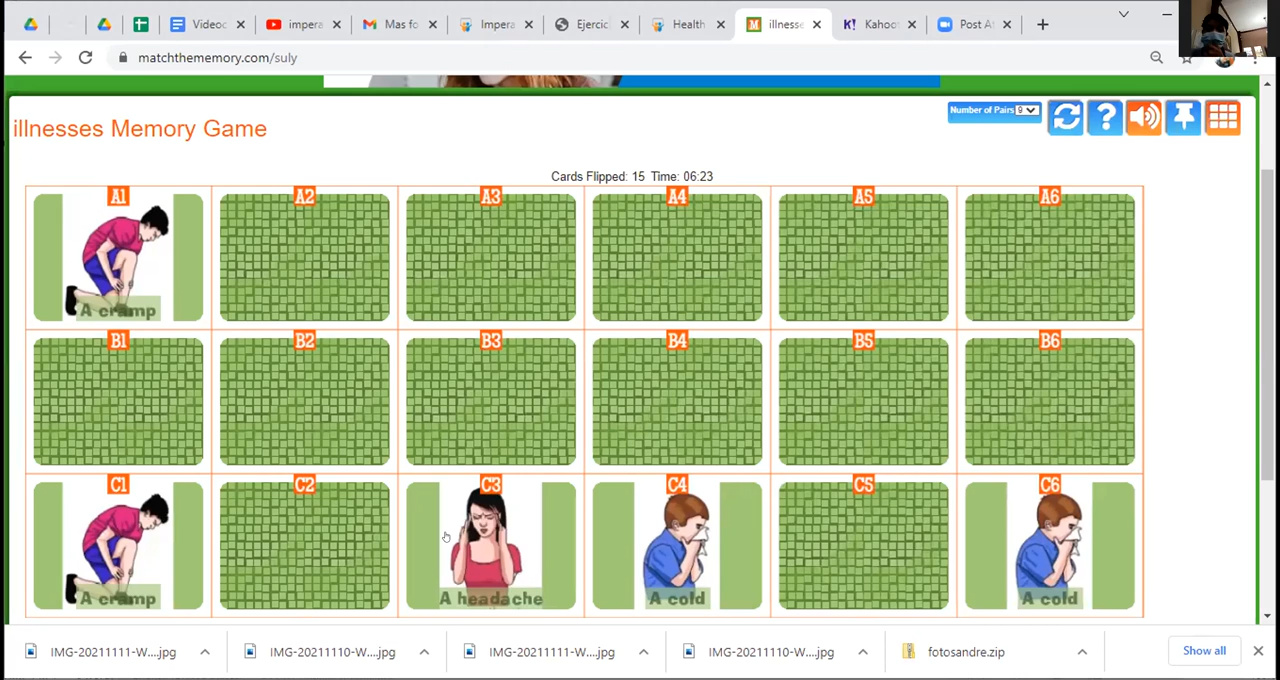 Videoc
impera
Mas fo
Impera
Ejercic
Health
illnesse
Kahoo
Post A
matchthememory.com/suly
illnesses Memory Game
Number of Pairs 9
Cards Flipped: 15 Time: 06:23
A1 A2 A3 A4 A5 A6
A cramp
B1 B2 B3 B4 B5 B6
C1 C2 C3 C4 C5 C6
A cramp A headache A cold A cold
IMG-20211111-W....jpg
IMG-20211110-W....jpg
IMG-20211111-W....jpg
IMG-20211110-W....jpg
fotosandre.zip
Show all